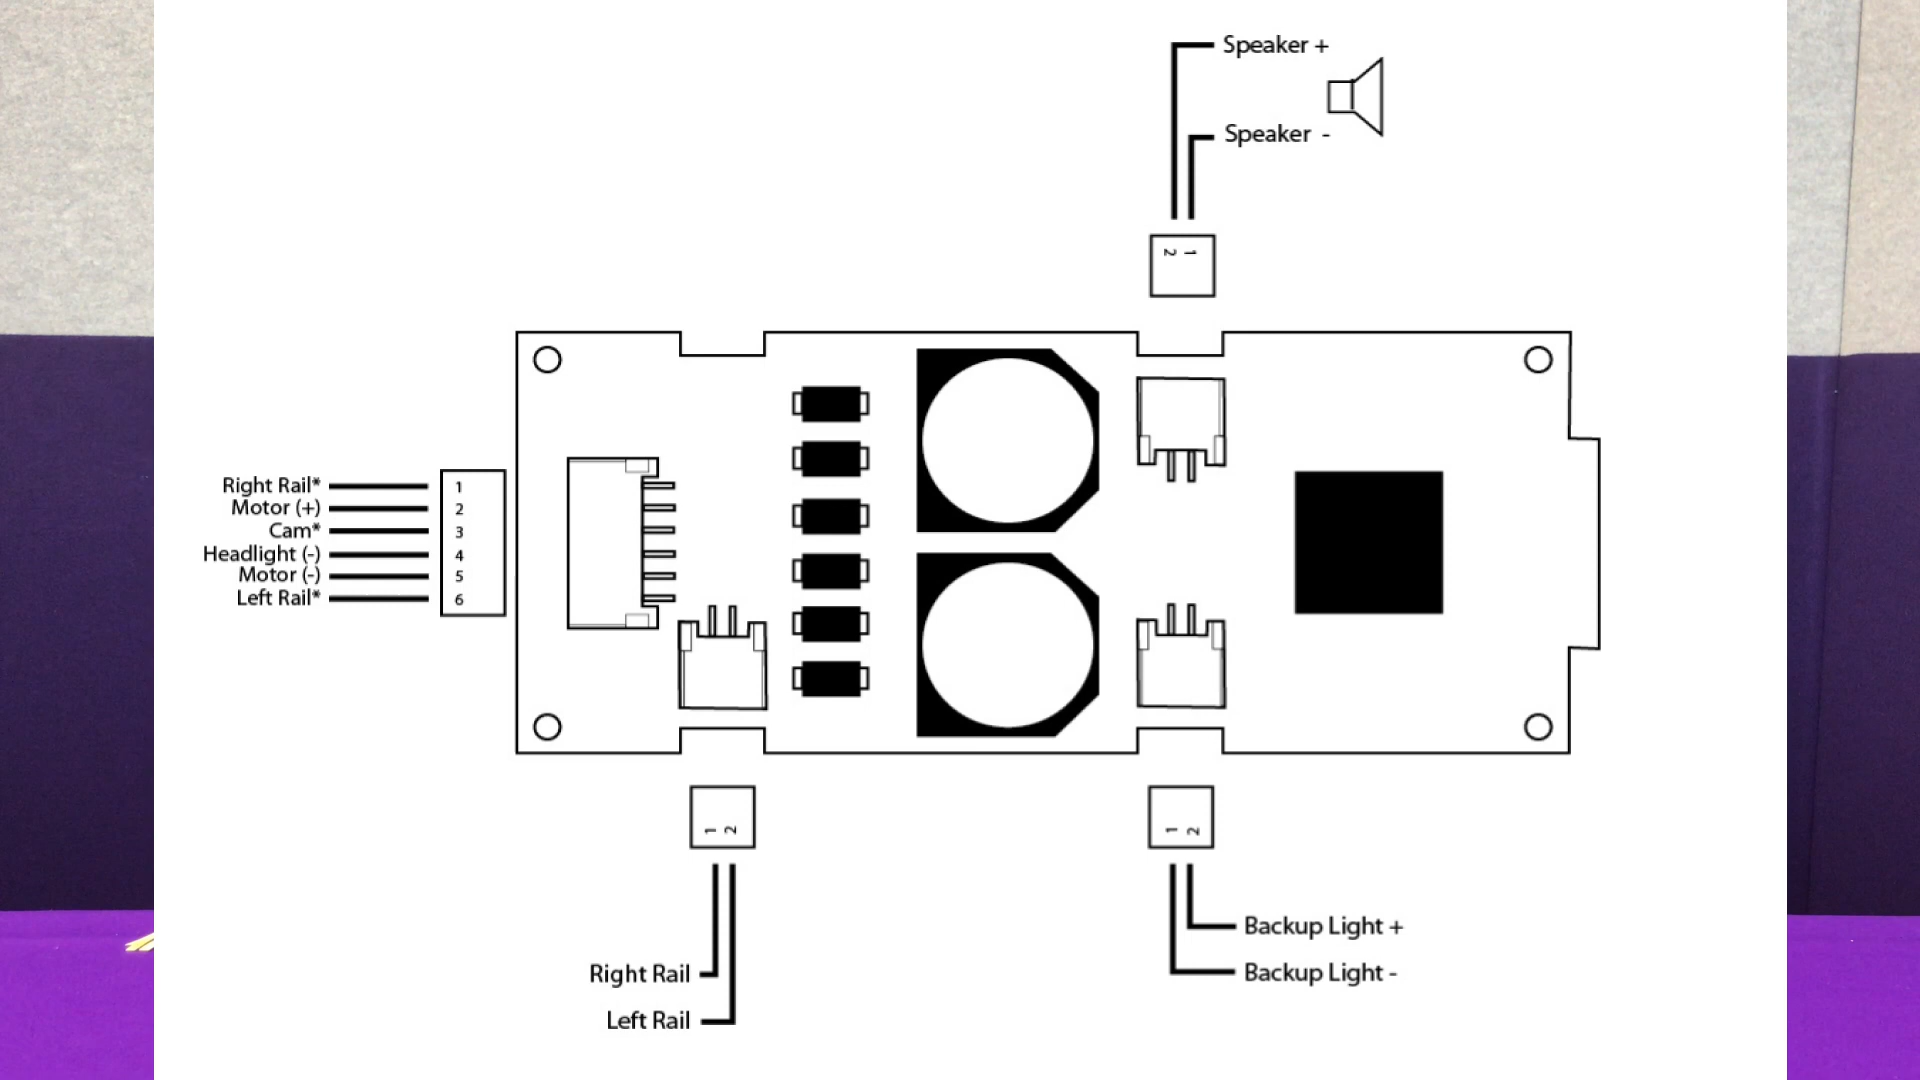 Speaker +
Speaker -
2 1
Right Rail* 1
Motor (+) 2
Cam* 3
Headlight (-) 4
Motor (-) 5
Left Rail* 6
1 2
1 2
Backup Light +
Backup Light -
Right Rail
Left Rail